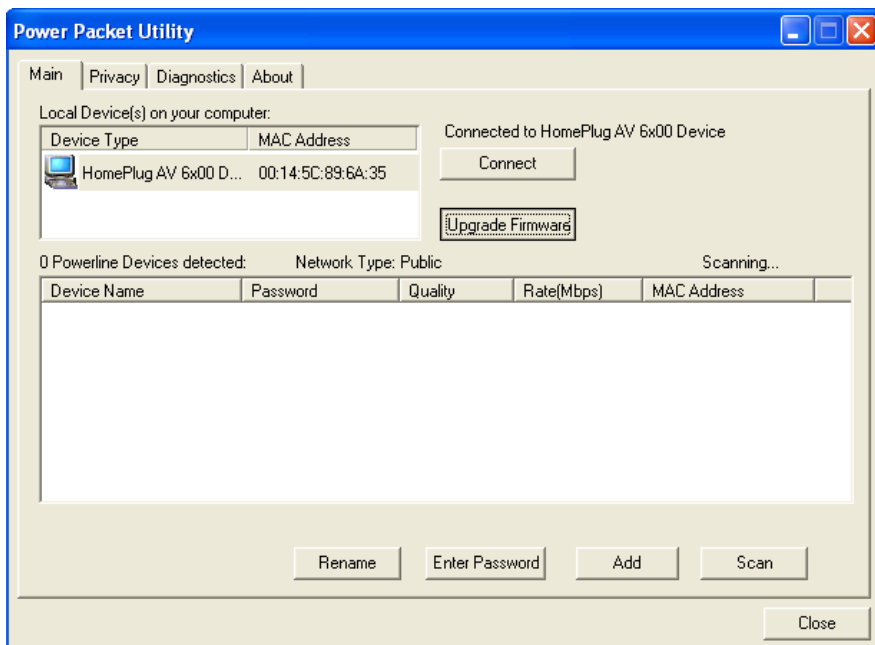 Power Packet Utility
Main Privacy Diagnostics About
Local Device(s) on your computer:
Device Type MAC Address
HomePlug AV 6x00 D... 00:14:5C:89:6A:35
Connected to HomePlug AV 6x00 Device
Connect
Upgrade Firmware
0 Powerline Devices detected: Network Type: Public Scanning...
Device Name Password Quality Rate(Mbps) MAC Address
Rename Enter Password Add Scan
Close